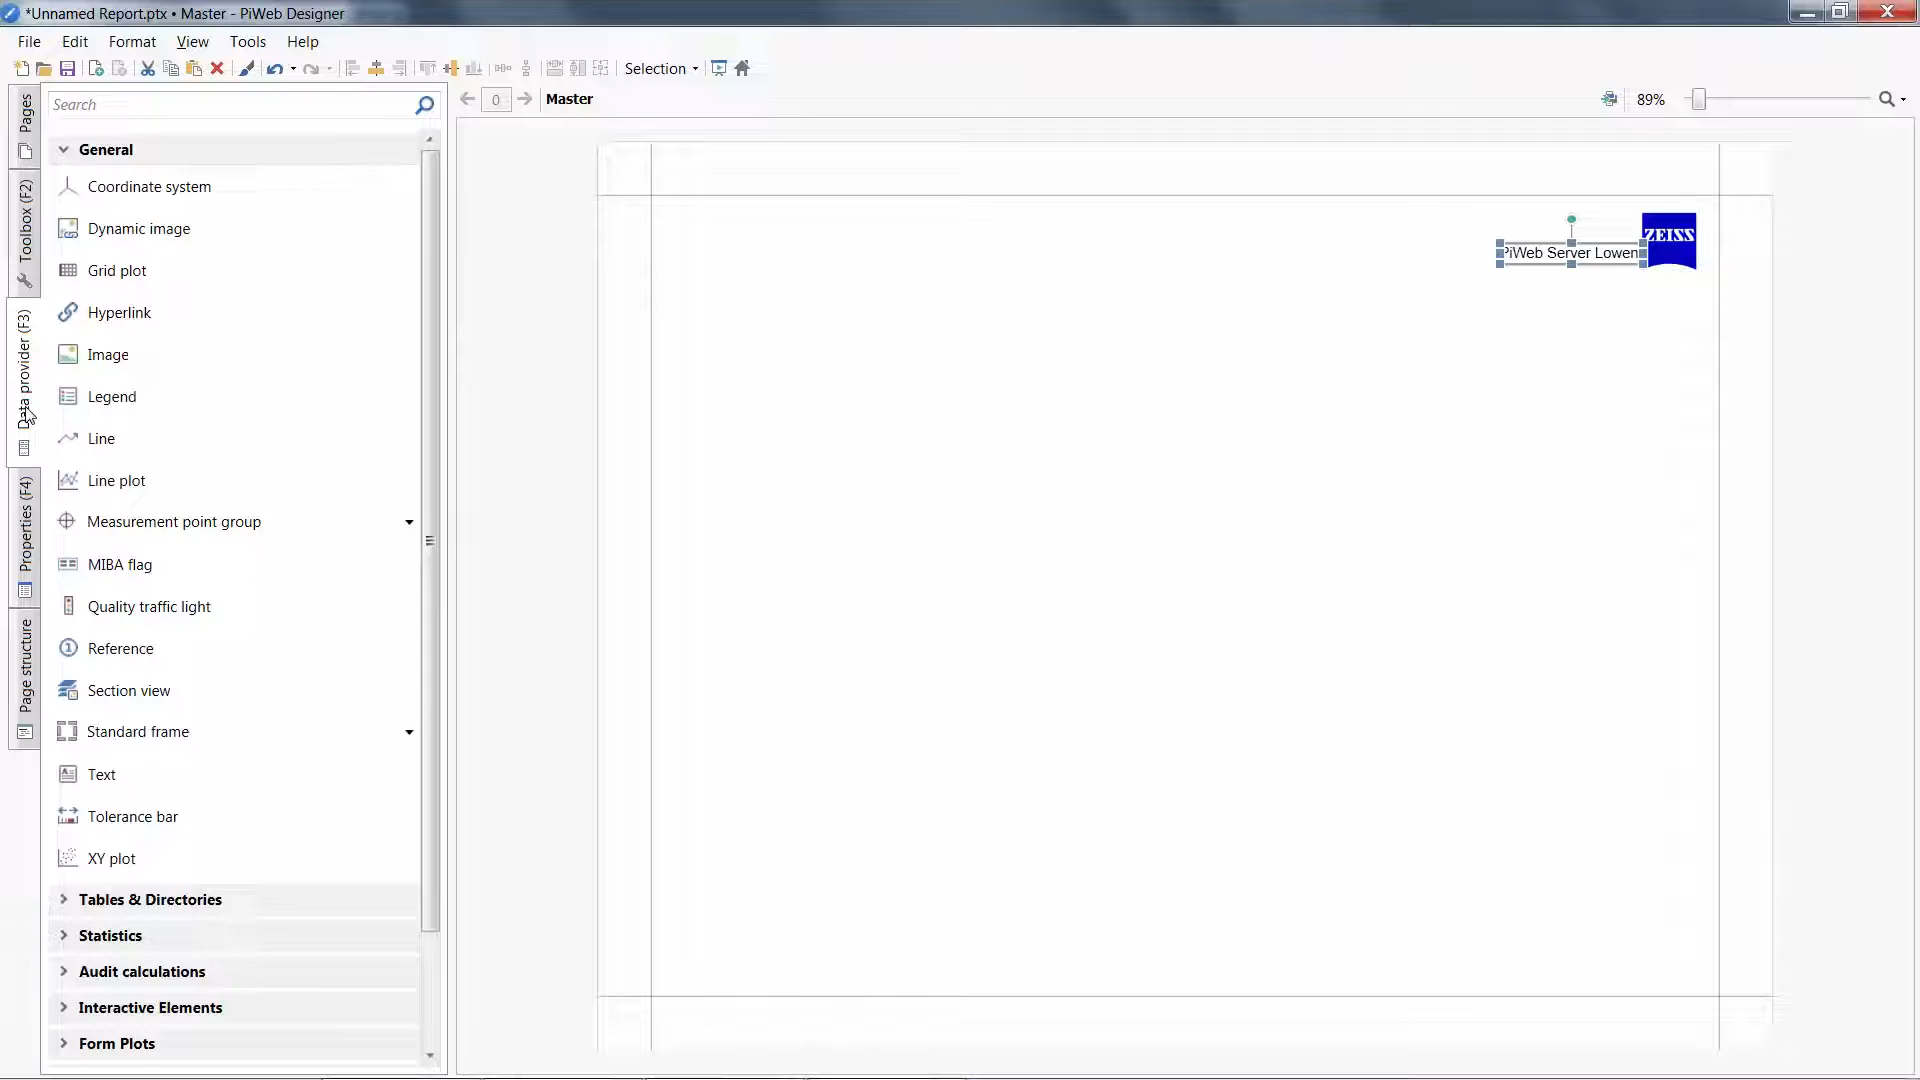 *Unnamed Report.ptx • Master - PiWeb Designer
File Edit Format View Tools Help
Selection
Pages
Toolbox (F2)
Data provider (F3)
Properties (F4)
Page structure
Search
0
Master
89%
General
Coordinate system
Dynamic image
Grid plot
Hyperlink
Image
Legend
Line
Line plot
Measurement point group
MIBA flag
Quality traffic light
Reference
Section view
Standard frame
Text
Tolerance bar
XY plot
Tables & Directories
Statistics
Audit calculations
Interactive Elements
Form Plots
ZEISS
PiWeb Server Lowen